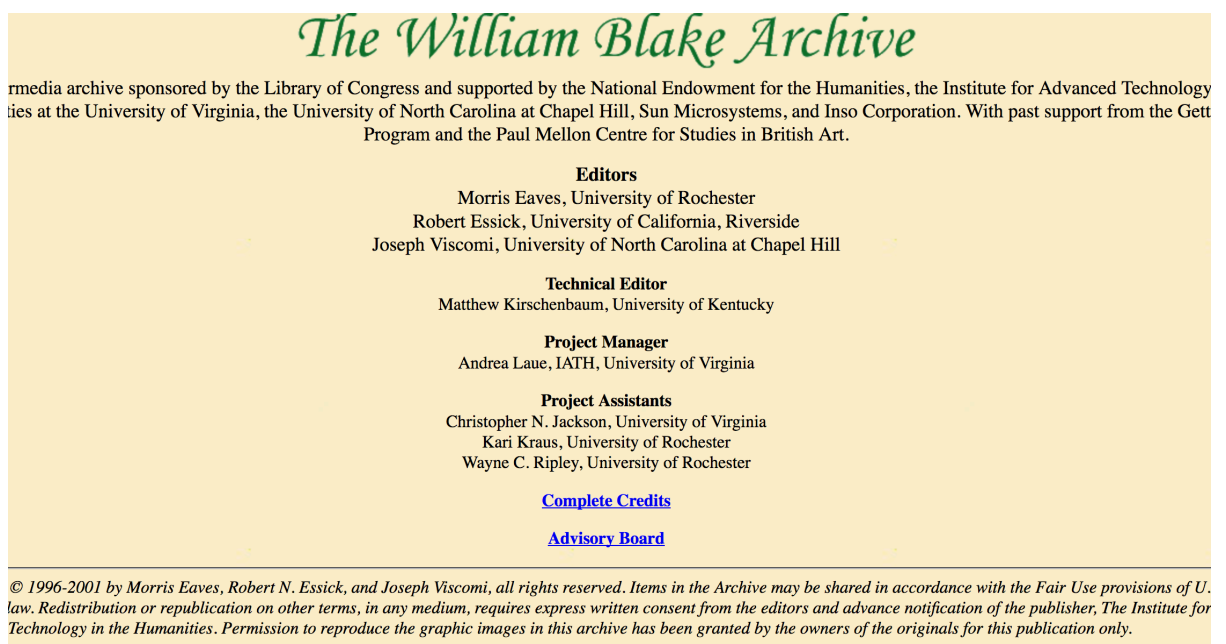 The William Blake Archive
rmedia archive sponsored by the Library of Congress and supported by the National Endowment for the Humanities, the Institute for Advanced Technology
ties at the University of Virginia, the University of North Carolina at Chapel Hill, Sun Microsystems, and Inso Corporation. With past support from the Gett
Program and the Paul Mellon Centre for Studies in British Art.
Editors
Morris Eaves, University of Rochester
Robert Essick, University of California, Riverside
Joseph Viscomi, University of North Carolina at Chapel Hill
Technical Editor
Matthew Kirschenbaum, University of Kentucky
Project Manager
Andrea Laue, IATH, University of Virginia
Project Assistants
Christopher N. Jackson, University of Virginia
Kari Kraus, University of Rochester
Wayne C. Ripley, University of Rochester
Complete Credits
Advisory Board
© 1996-2001 by Morris Eaves, Robert N. Essick, and Joseph Viscomi, all rights reserved. Items in the Archive may be shared in accordance with the Fair Use provisions of U.
law. Redistribution or republication on other terms, in any medium, requires express written consent from the editors and advance notification of the publisher, The Institute for
Technology in the Humanities. Permission to reproduce the graphic images in this archive has been granted by the owners of the originals for this publication only.